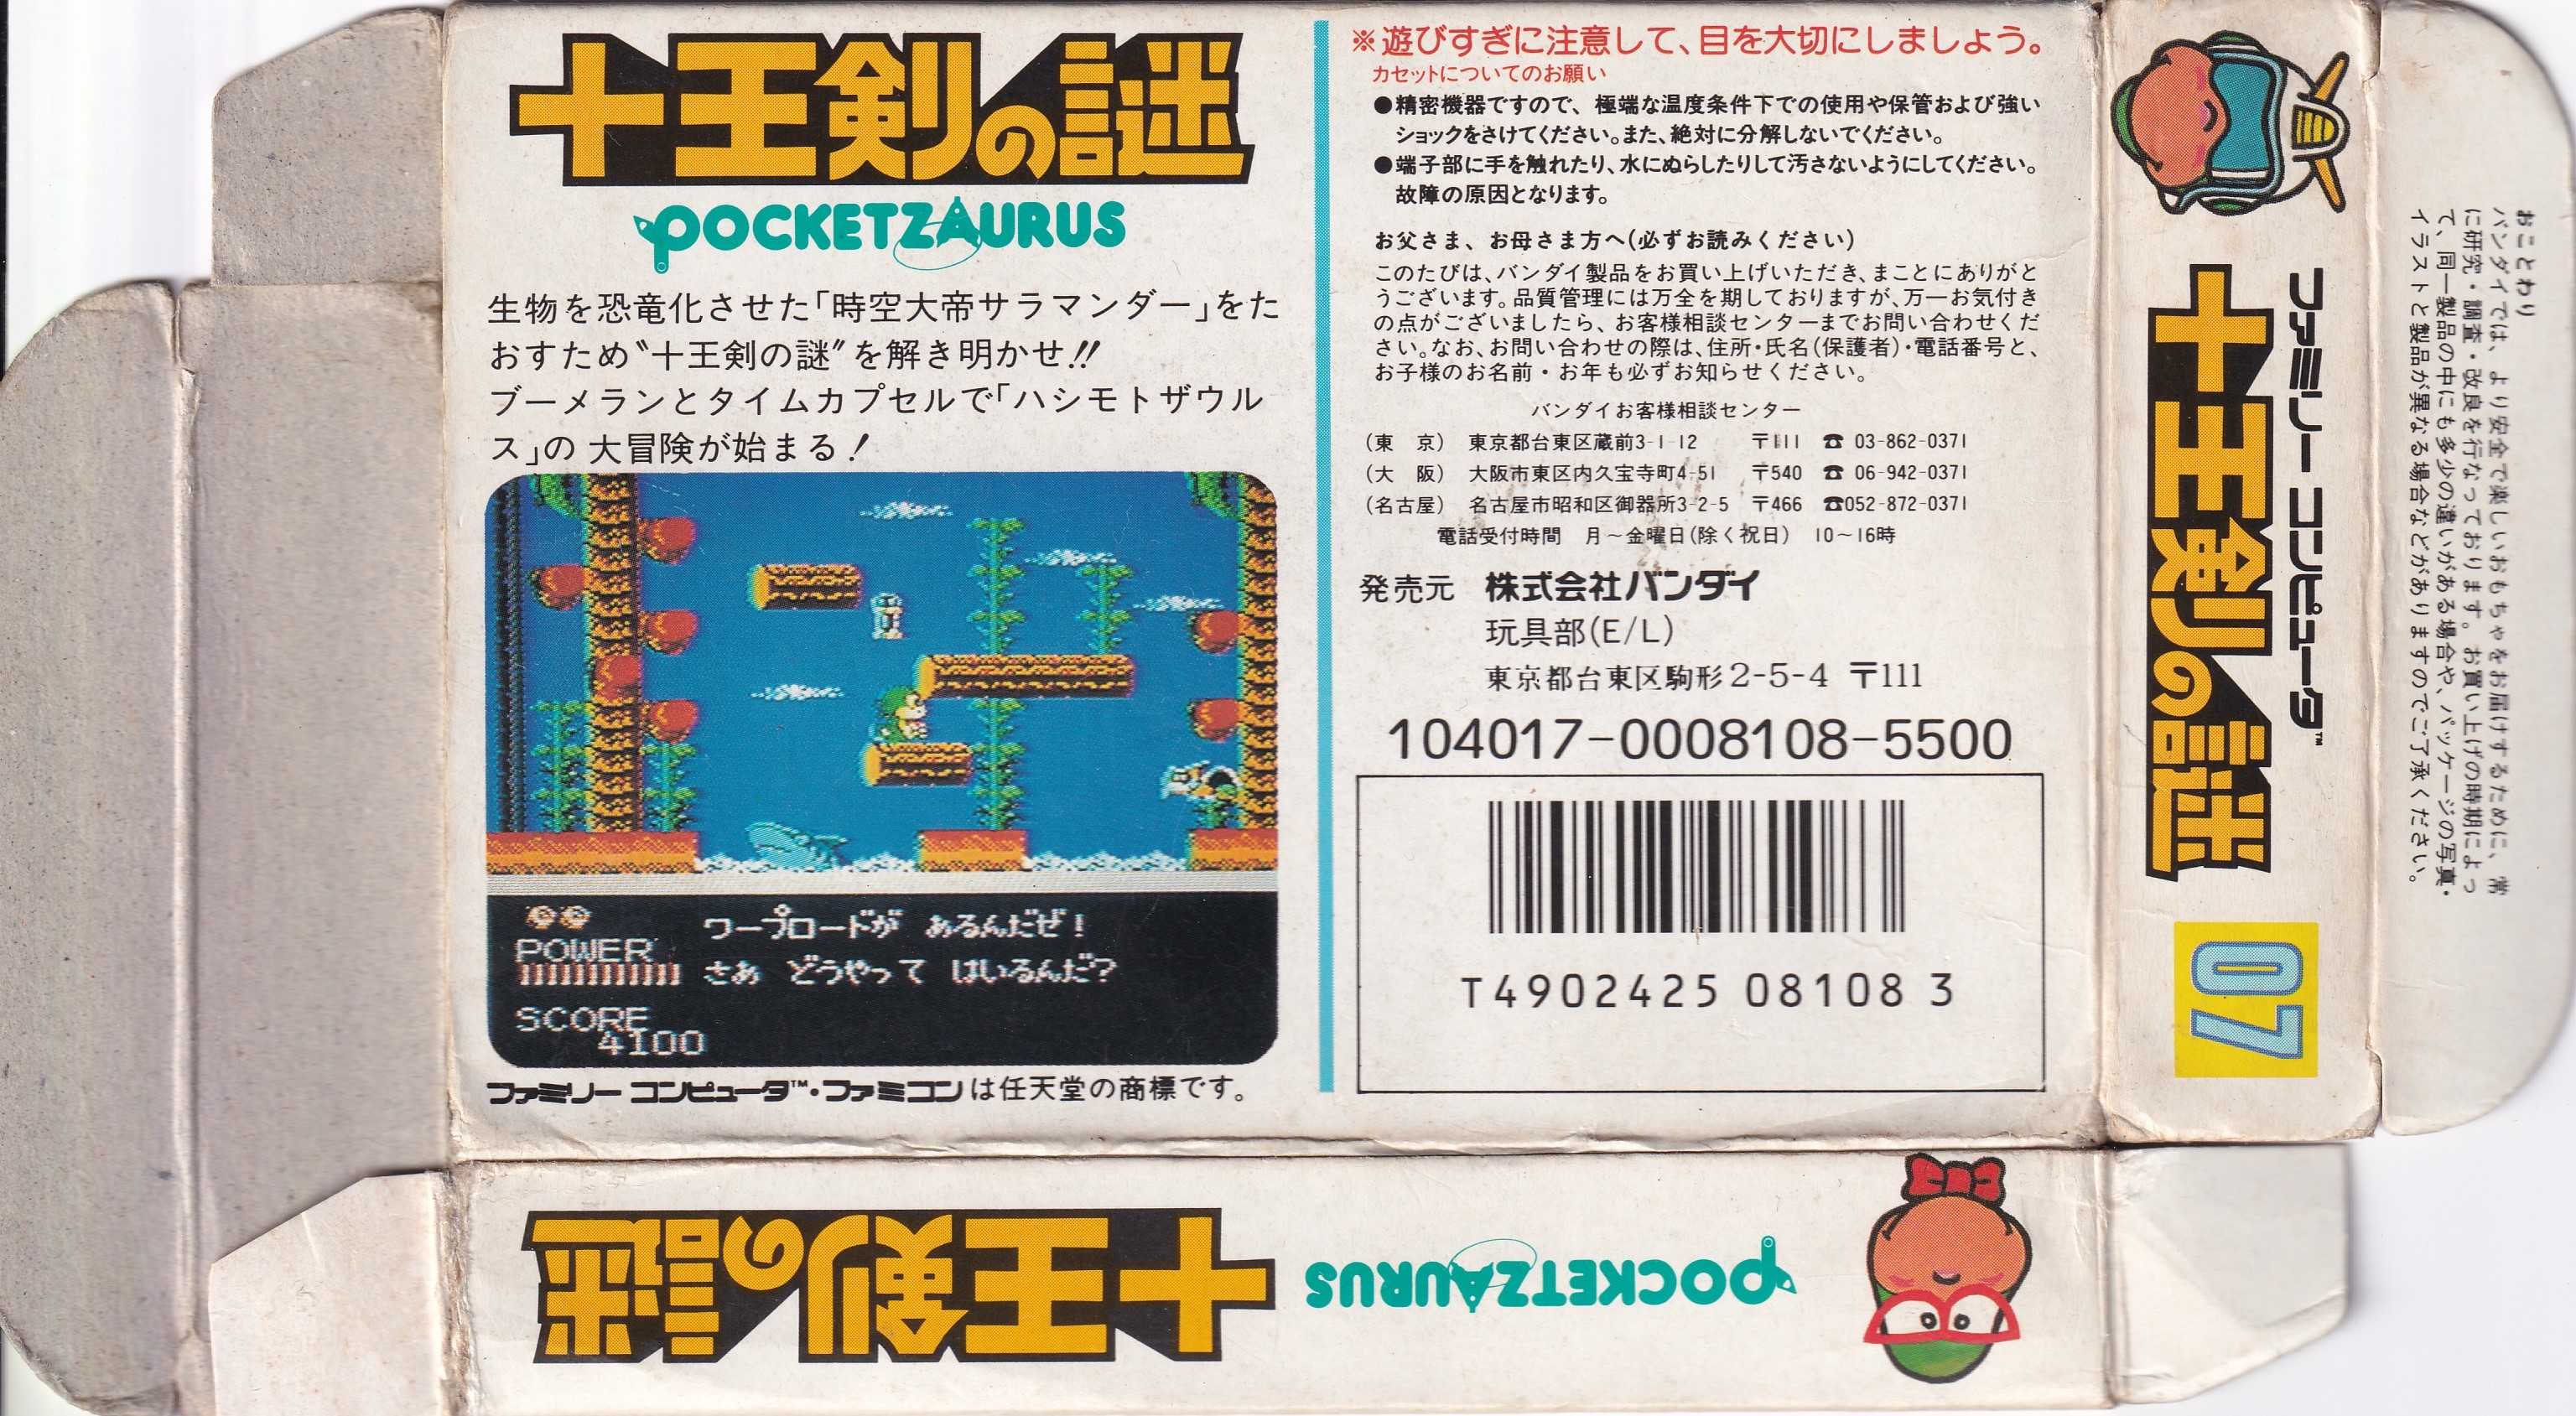 十王剣の謎
POCKETZAURUS
生物を恐竜化させた「時空大帝サラマンダー」をた
おすため〝十王剣の謎〟を解き明かせ!!
ブーメランとタイムカプセルで「ハシモトザウル
ス」の大冒険が始まる!
ワープロードが あるんだぜ!
POWER
さあ どうやって はいるんだ?
SCORE
4100
ファミリーコンピュータ™・ファミコンは任天堂の商標です。
※遊びすぎに注意して、目を大切にしましょう。
カセットについてのお願い
●精密機器ですので、極端な温度条件下での使用や保管および強い
ショックをさけてください。また、絶対に分解しないでください。
●端子部に手を触れたり、水にぬらしたりして汚さないようにしてください。
故障の原因となります。
お父さま、お母さま方へ(必ずお読みください)
このたびは、バンダイ製品をお買い上げいただき、まことにありがと
うございます。品質管理には万全を期しておりますが、万一お気付き
の点がございましたら、お客様相談センターまでお問い合わせくだ
さい。なお、お問い合わせの際は、住所・氏名(保護者)・電話番号と、
お子様のお名前・お年も必ずお知らせください。
バンダイお客様相談センター
(東 京) 東京都台東区蔵前3-1-12 〒111 ☎ 03-862-0371
(大 阪) 大阪市東区内久宝寺町4-51 〒540 ☎ 06-942-0371
(名古屋) 名古屋市昭和区御器所3-2-5 〒466 ☎052-872-0371
電話受付時間 月~金曜日(除く祝日) 10~16時
発売元 株式会社バンダイ
玩具部(E/L)
東京都台東区駒形2-5-4 〒111
104017-0008108-5500
T4902425 08108 3
ファミリーコンピュータ™
十王剣の謎
07
おことわり
バンダイでは、より安全で楽しいおもちゃをお届けするために、常
に研究・調査・改良を行なっております。お買い上げの時期によっ
て、同一製品の中にも多少の違いがある場合や、パッケージの写真・
イラストと製品が異なる場合などがありますのでご了承ください。
十王剣の謎
POCKETZAURUS